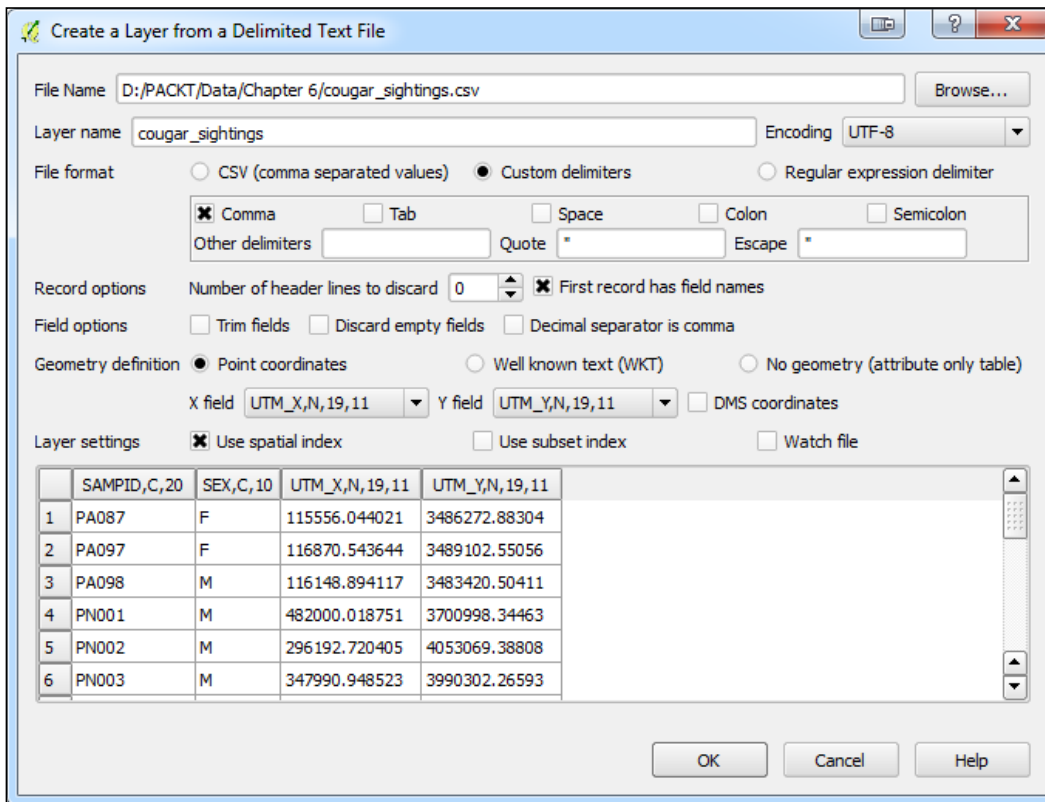 Create a Layer from a Delimited Text File
File Name D:/PACKT/Data/Chapter 6/cougar_sightings.csv Browse...
Layer name cougar_sightings Encoding UTF-8
File format CSV (comma separated values) Custom delimiters Regular expression delimiter
Comma Tab Space Colon Semicolon
Other delimiters Quote " Escape "
Record options Number of header lines to discard 0 First record has field names
Field options Trim fields Discard empty fields Decimal separator is comma
Geometry definition Point coordinates Well known text (WKT) No geometry (attribute only table)
X field UTM_X,N,19,11 Y field UTM_Y,N,19,11 DMS coordinates
Layer settings Use spatial index Use subset index Watch file
SAMPID,C,20 SEX,C,10 UTM_X,N,19,11 UTM_Y,N,19,11
1 PA087 F 115556.044021 3486272.88304
2 PA097 F 116870.543644 3489102.55056
3 PA098 M 116148.894117 3483420.50411
4 PN001 M 482000.018751 3700998.34463
5 PN002 M 296192.720405 4053069.38808
6 PN003 M 347990.948523 3990302.26593
OK Cancel Help